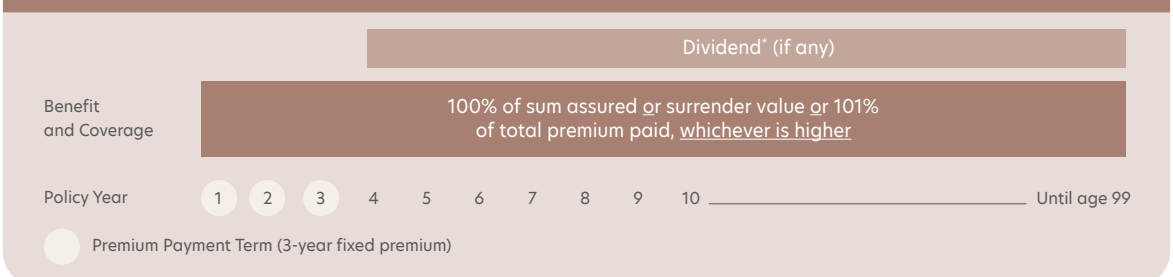 Dividend* (if any)
Benefit
and Coverage
100% of sum assured or surrender value or 101%
of total premium paid, whichever is higher
Policy Year 1 2 3 4 5 6 7 8 9 10 Until age 99
Premium Payment Term (3-year fixed premium)